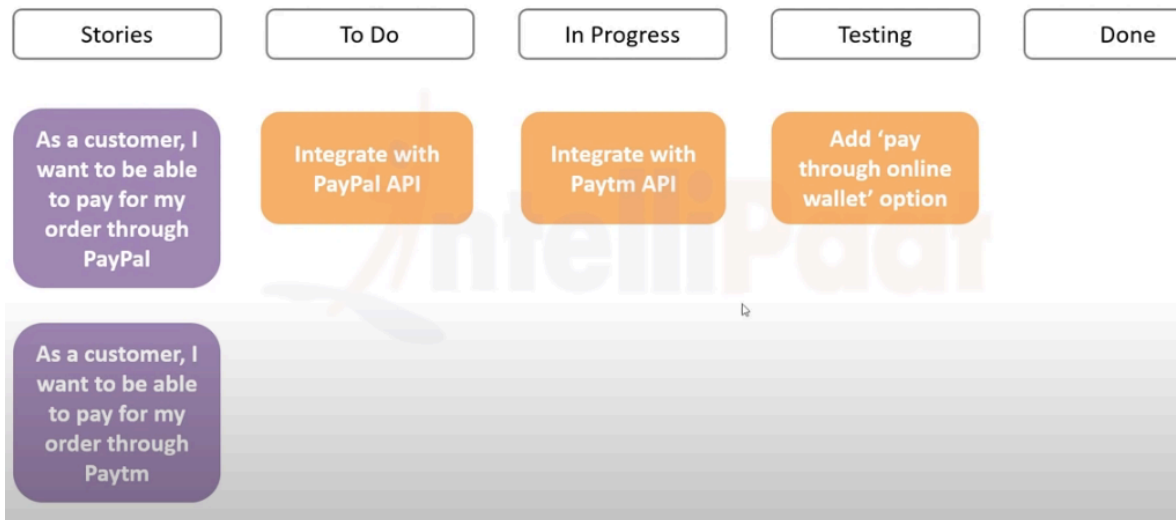 Stories
To Do
In Progress
Testing
Done
As a customer, I
want to be able
to pay for my
order through
PayPal
Integrate with
PayPal API
Integrate with
Paytm API
Add ‘pay
through online
wallet’ option
IntelliPaat
As a customer, I
want to be able
to pay for my
order through
Paytm